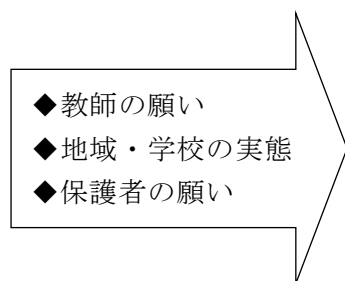 ◆教師の願い
◆地域・学校の実態
◆保護者の願い